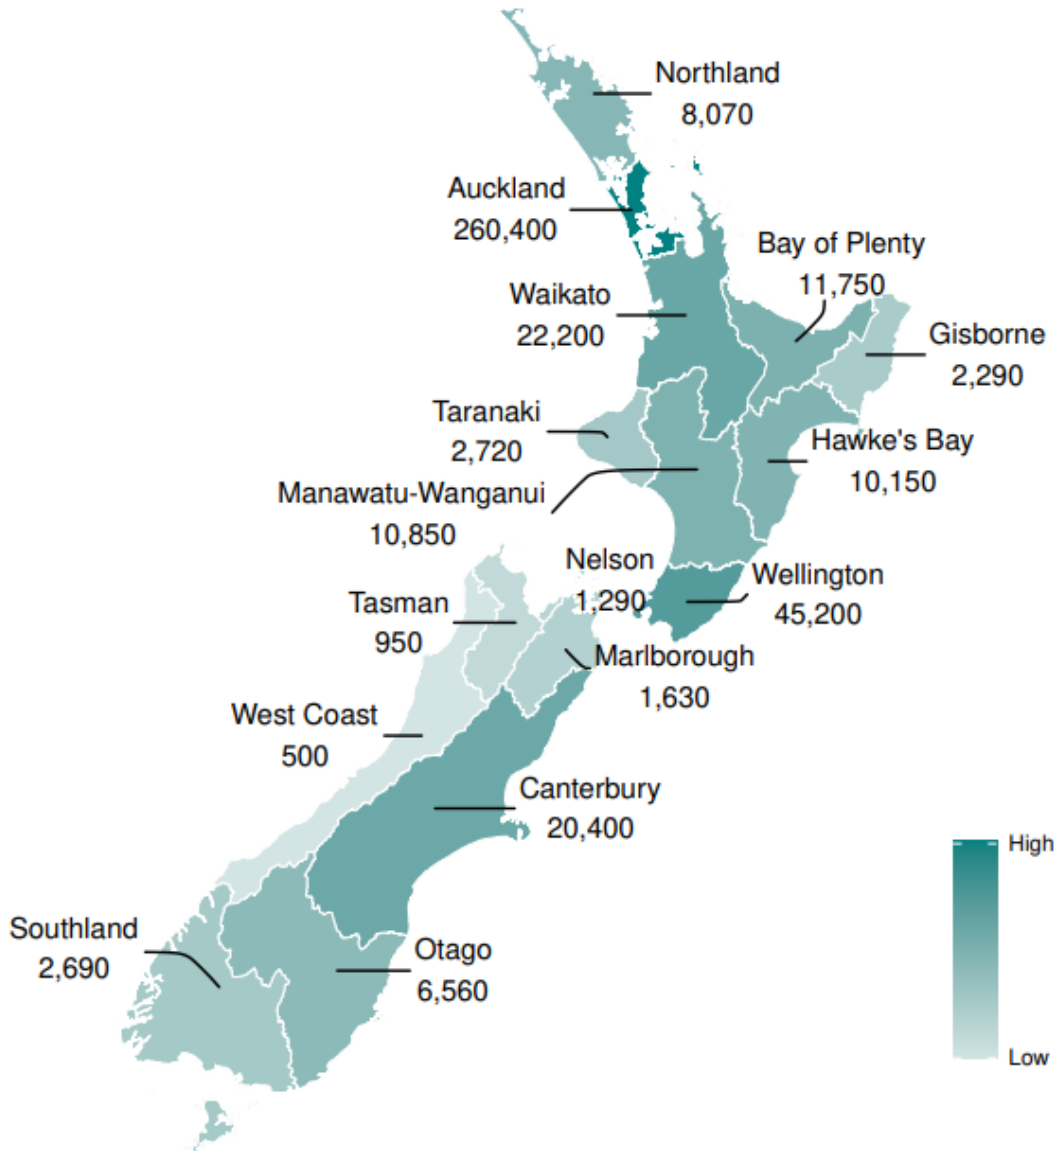 Northland
8,070
Auckland
260,400
Bay of Plenty
11,750
Waikato
22,200
Gisborne
2,290
Taranaki
2,720
Hawke's Bay
10,150
Manawatu-Wanganui
10,850
Nelson
1,290
Wellington
45,200
Tasman
950
Marlborough
1,630
West Coast
500
Canterbury
20,400
High
Southland
2,690
Otago
6,560
Low